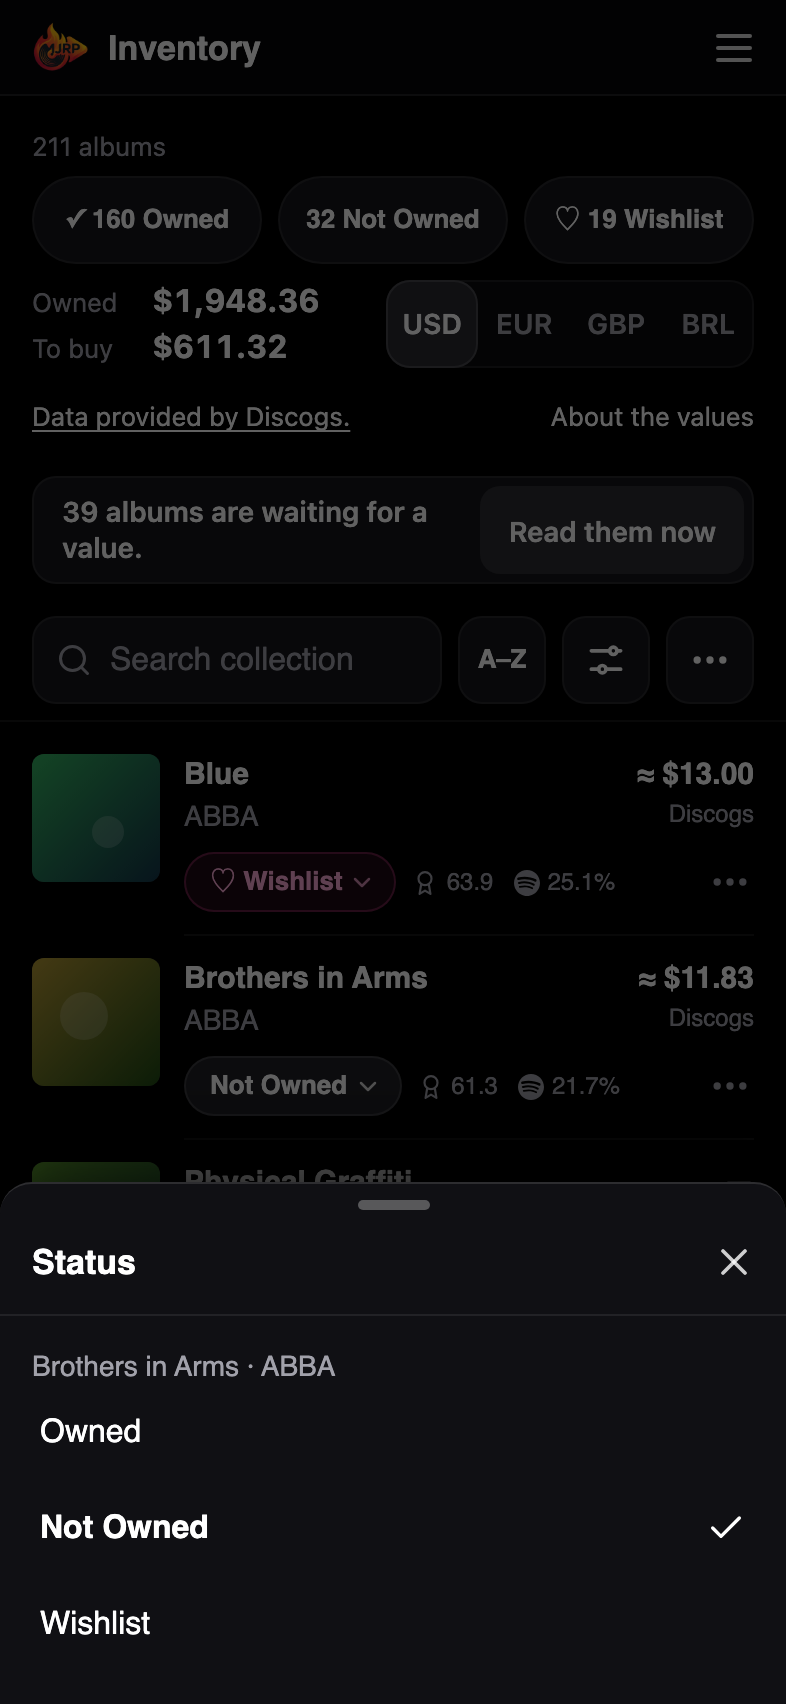 MJRP
Inventory
211 albums
✓ 160 Owned
32 Not Owned
♡ 19 Wishlist
Owned $1,948.36
To buy $611.32
USD EUR GBP BRL
Data provided by Discogs.
About the values
39 albums are waiting for a
value.
Read them now
Search collection
A–Z
Blue
≈ $13.00
ABBA
Discogs
♡ Wishlist
63.9
25.1%
Brothers in Arms
≈ $11.83
ABBA
Discogs
Not Owned
61.3
21.7%
Physical Graffiti
Status
Brothers in Arms · ABBA
Owned
Not Owned
Wishlist